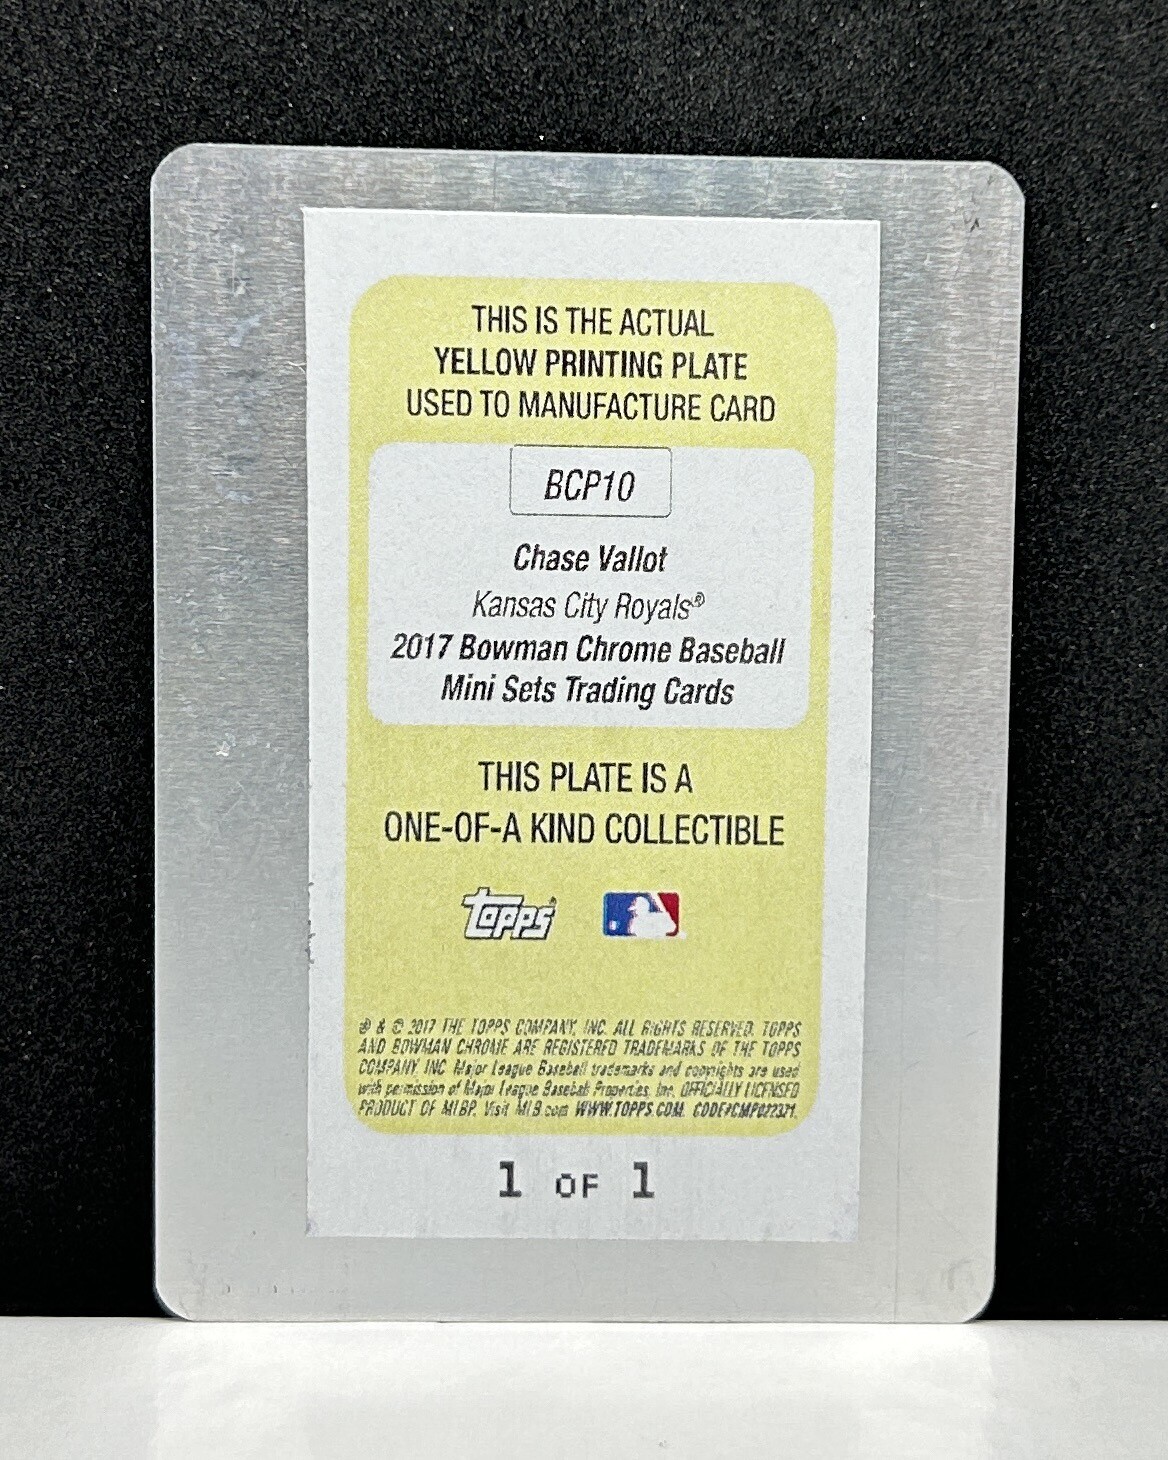 THIS IS THE ACTUAL
YELLOW PRINTING PLATE
USED TO MANUFACTURE CARD
BCP10
Chase Vallot
Kansas City Royals®
2017 Bowman Chrome Baseball
Mini Sets Trading Cards
THIS PLATE IS A
ONE-OF-A KIND COLLECTIBLE
Topps®
® & © 2017 THE TOPPS COMPANY, INC. ALL RIGHTS RESERVED. TOPPS
AND BOWMAN CHROME ARE REGISTERED TRADEMARKS OF THE TOPPS
COMPANY, INC. Major League Baseball trademarks and copyrights are used
with permission of Major League Baseball Properties, Inc. OFFICIALLY LICENSED
PRODUCT OF MLBP. Visit MLB.com WWW.TOPPS.COM. CODE#CMP022371.
1 OF 1